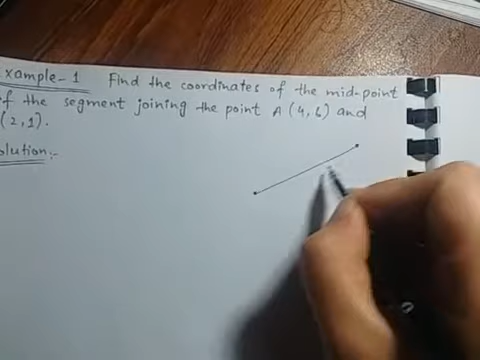 xample-1 Find the coordinates of the mid-point
f the segment joining the point A (4,6) and
(2,1).
olution:-